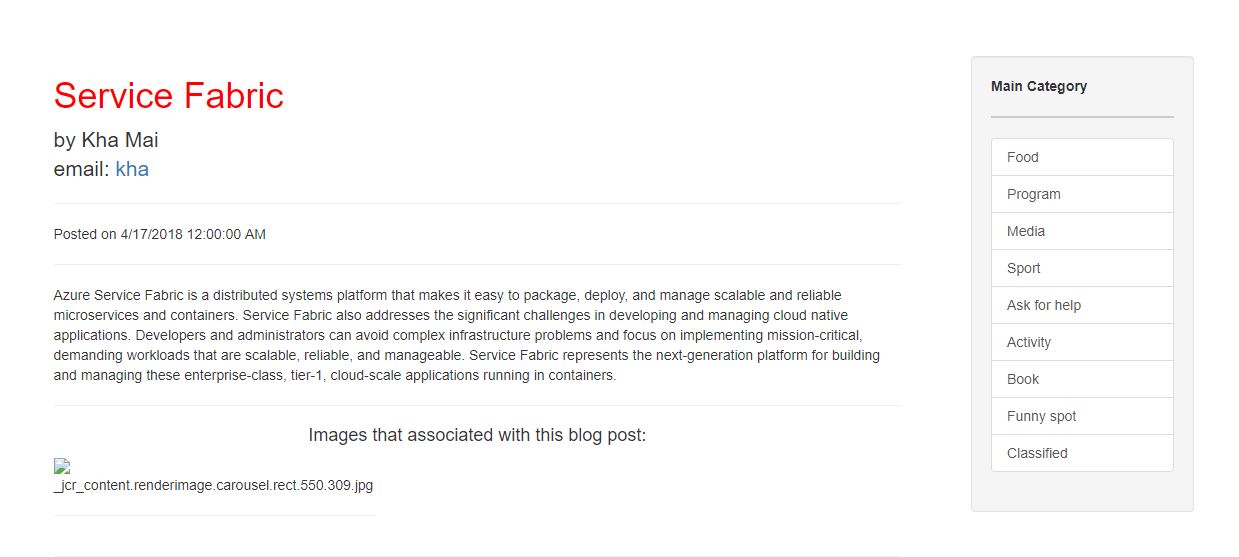 Service Fabric
by Kha Mai
email: kha
Posted on 4/17/2018 12:00:00 AM
Azure Service Fabric is a distributed systems platform that makes it easy to package, deploy, and manage scalable and reliable
microservices and containers. Service Fabric also addresses the significant challenges in developing and managing cloud native
applications. Developers and administrators can avoid complex infrastructure problems and focus on implementing mission-critical,
demanding workloads that are scalable, reliable, and manageable. Service Fabric represents the next-generation platform for building
and managing these enterprise-class, tier-1, cloud-scale applications running in containers.
Images that associated with this blog post:
_jcr_content.renderimage.carousel.rect.550.309.jpg
Main Category
Food
Program
Media
Sport
Ask for help
Activity
Book
Funny spot
Classified